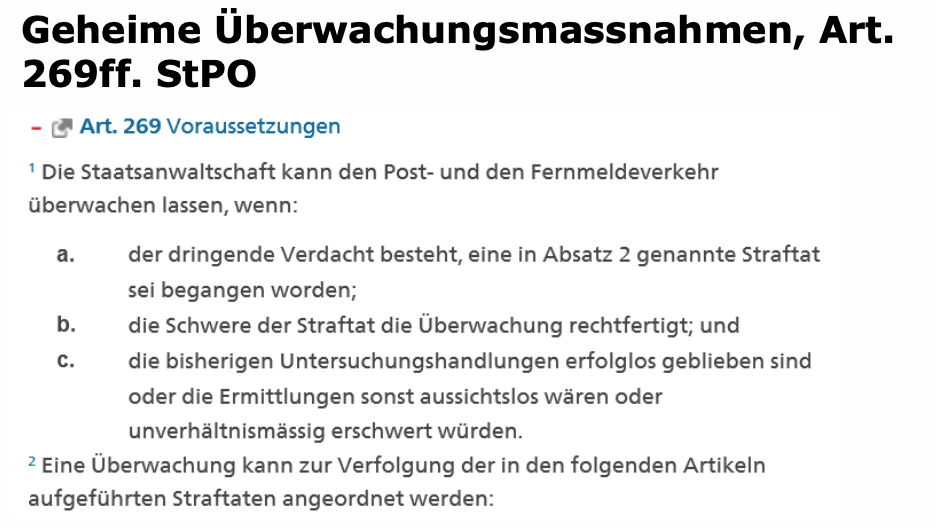 Geheime Überwachungsmassnahmen, Art.
269ff. StPO
– Art. 269 Voraussetzungen
¹ Die Staatsanwaltschaft kann den Post- und den Fernmeldeverkehr
überwachen lassen, wenn:
a. der dringende Verdacht besteht, eine in Absatz 2 genannte Straftat
sei begangen worden;
b. die Schwere der Straftat die Überwachung rechtfertigt; und
c. die bisherigen Untersuchungshandlungen erfolglos geblieben sind
oder die Ermittlungen sonst aussichtslos wären oder
unverhältnismässig erschwert würden.
² Eine Überwachung kann zur Verfolgung der in den folgenden Artikeln
aufgeführten Straftaten angeordnet werden: